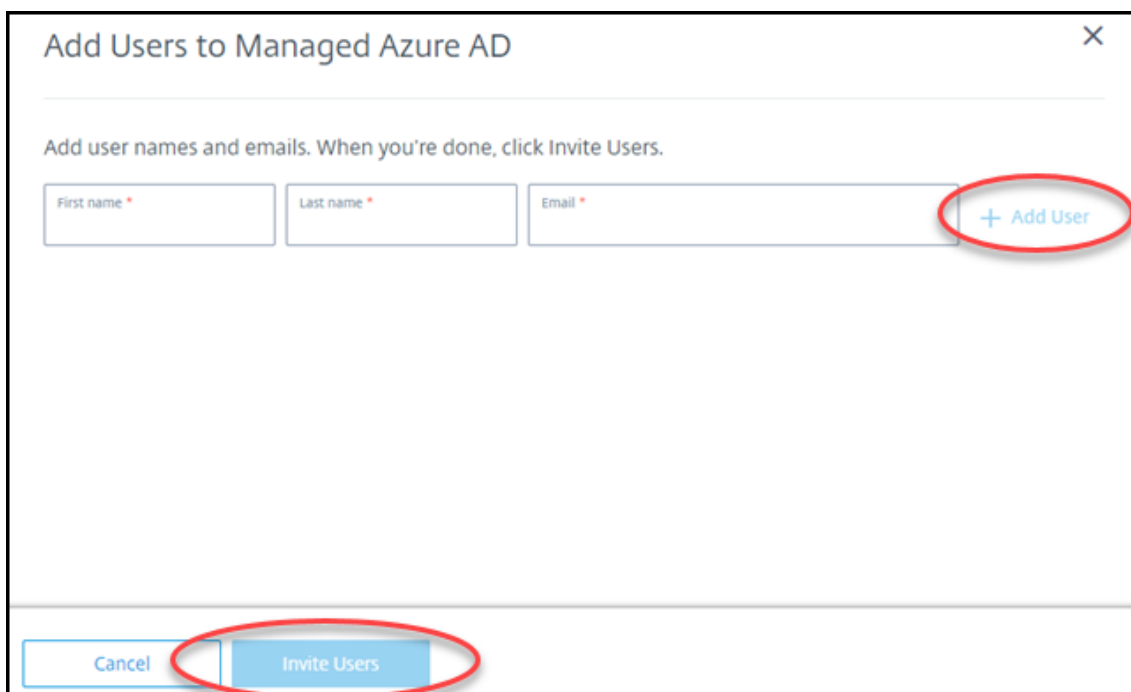 Add Users to Managed Azure AD
Add user names and emails. When you're done, click Invite Users.
First name * Last name * Email *
+ Add User
Cancel Invite Users